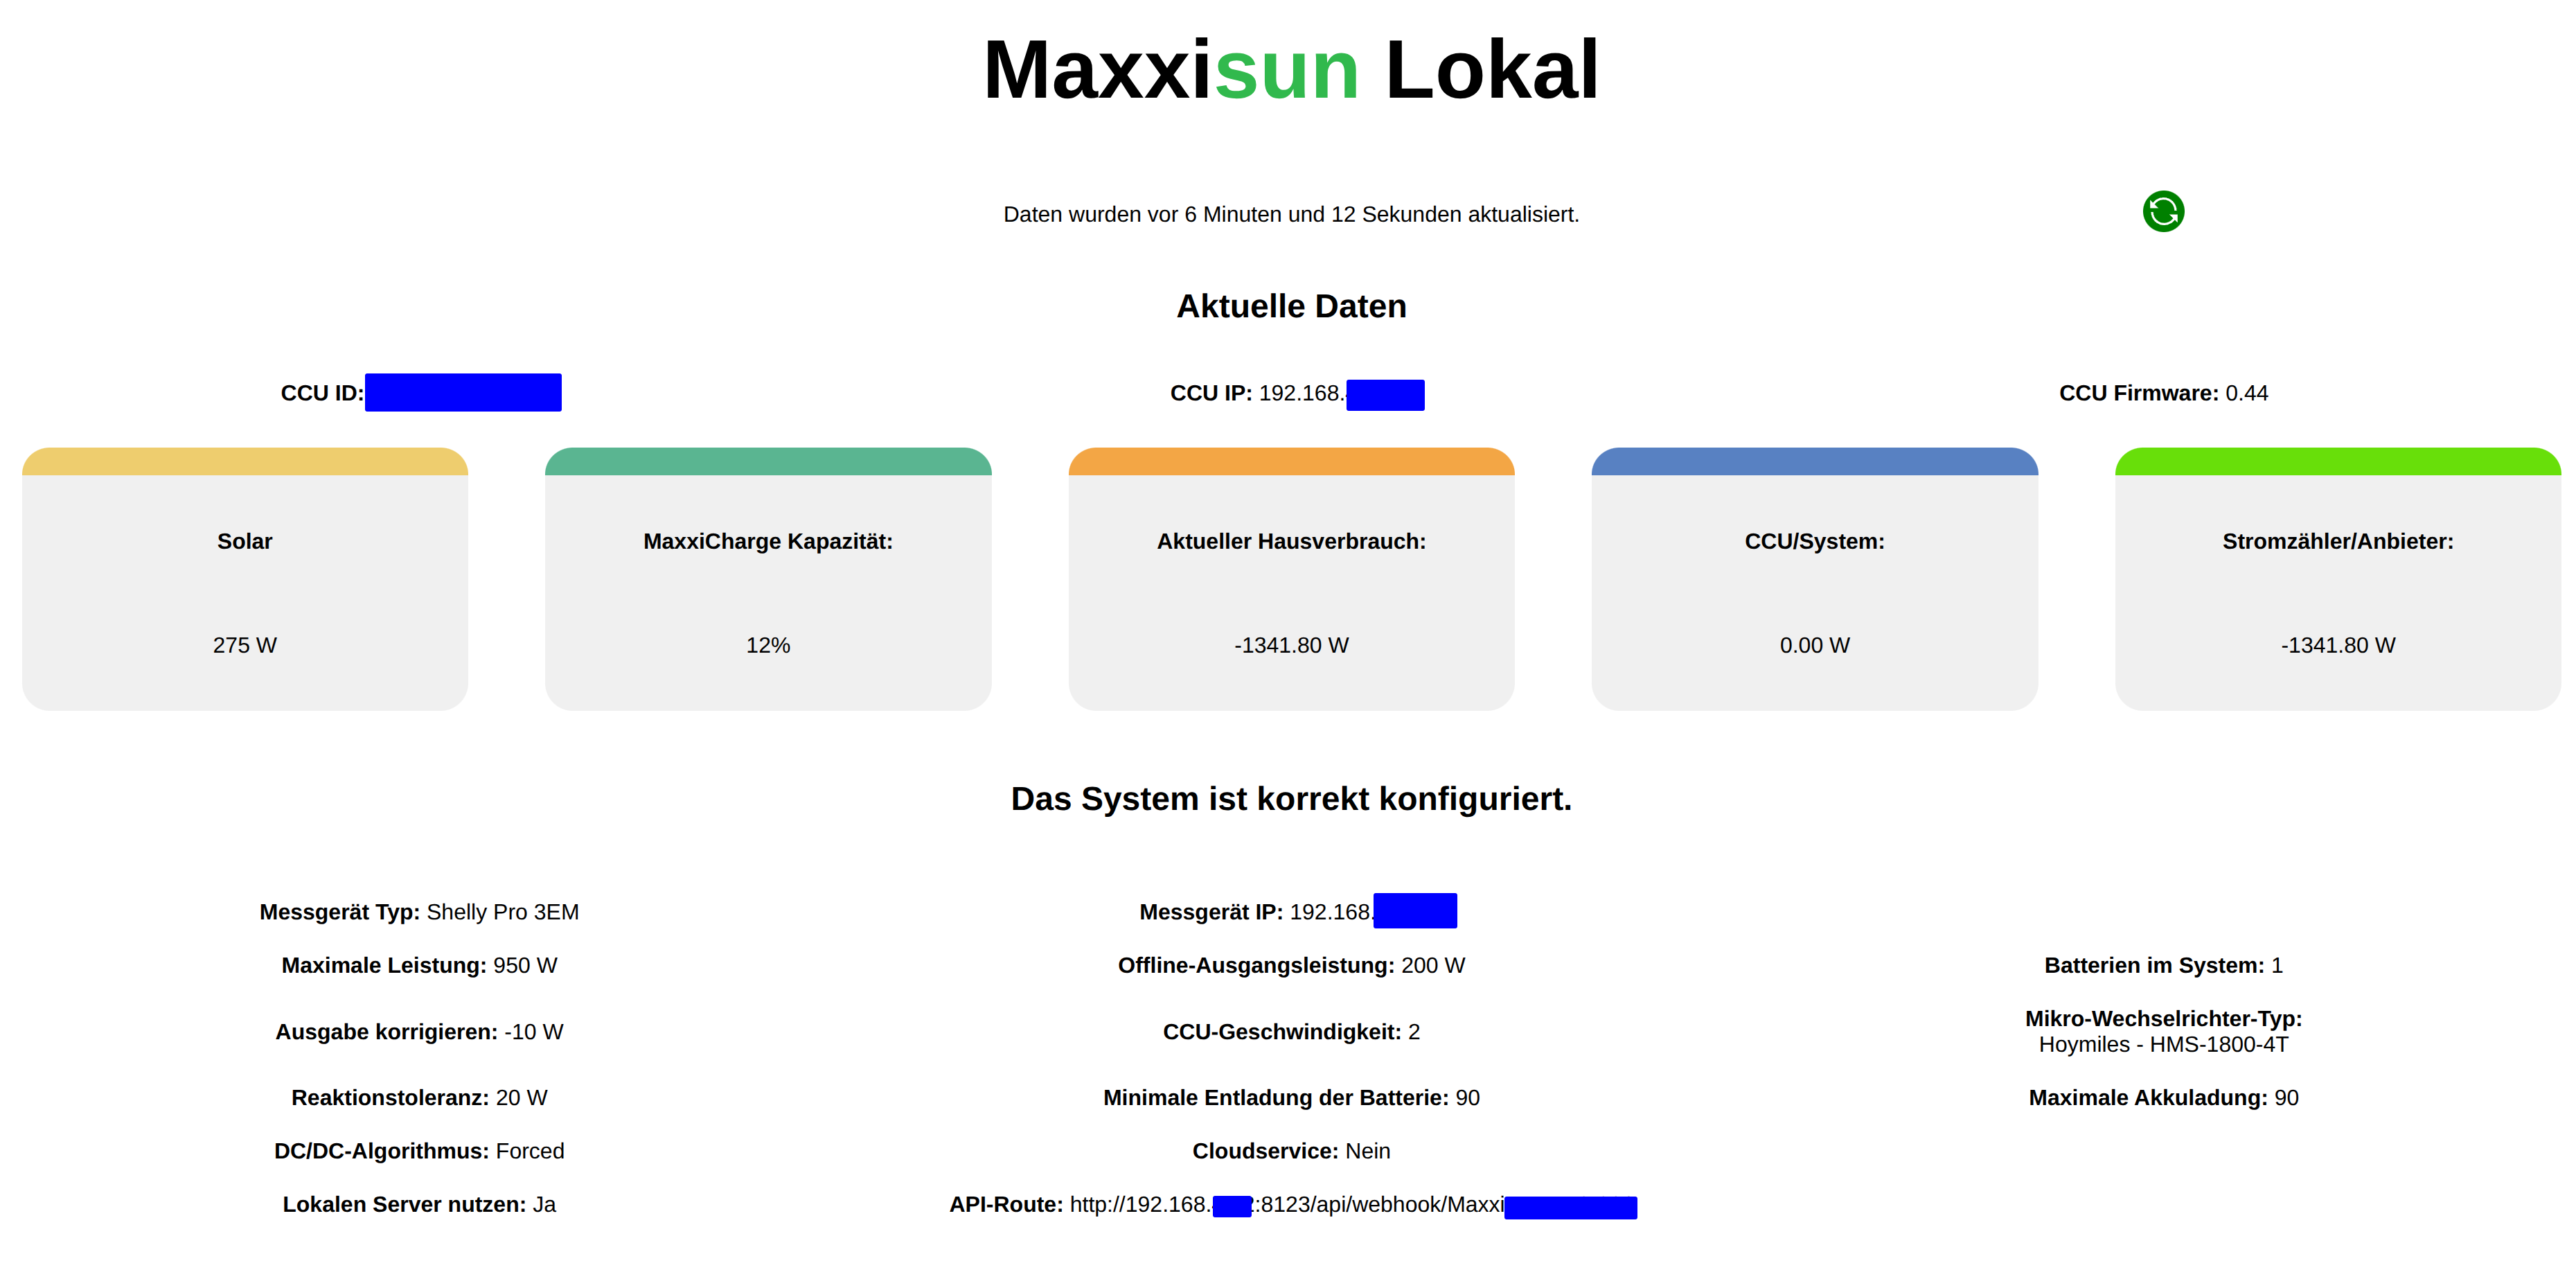 Maxxisun Lokal
Daten wurden vor 6 Minuten und 12 Sekunden aktualisiert.
Aktuelle Daten
CCU ID:
CCU IP: 192.168.
CCU Firmware: 0.44
Solar
275 W
MaxxiCharge Kapazität:
12%
Aktueller Hausverbrauch:
-1341.80 W
CCU/System:
0.00 W
Stromzähler/Anbieter:
-1341.80 W
Das System ist korrekt konfiguriert.
Messgerät Typ: Shelly Pro 3EM
Messgerät IP: 192.168.
Maximale Leistung: 950 W
Offline-Ausgangsleistung: 200 W
Batterien im System: 1
Ausgabe korrigieren: -10 W
CCU-Geschwindigkeit: 2
Mikro-Wechselrichter-Typ:
Hoymiles - HMS-1800-4T
Reaktionstoleranz: 20 W
Minimale Entladung der Batterie: 90
Maximale Akkuladung: 90
DC/DC-Algorithmus: Forced
Cloudservice: Nein
Lokalen Server nutzen: Ja
API-Route: http://192.168. :8123/api/webhook/Maxxi